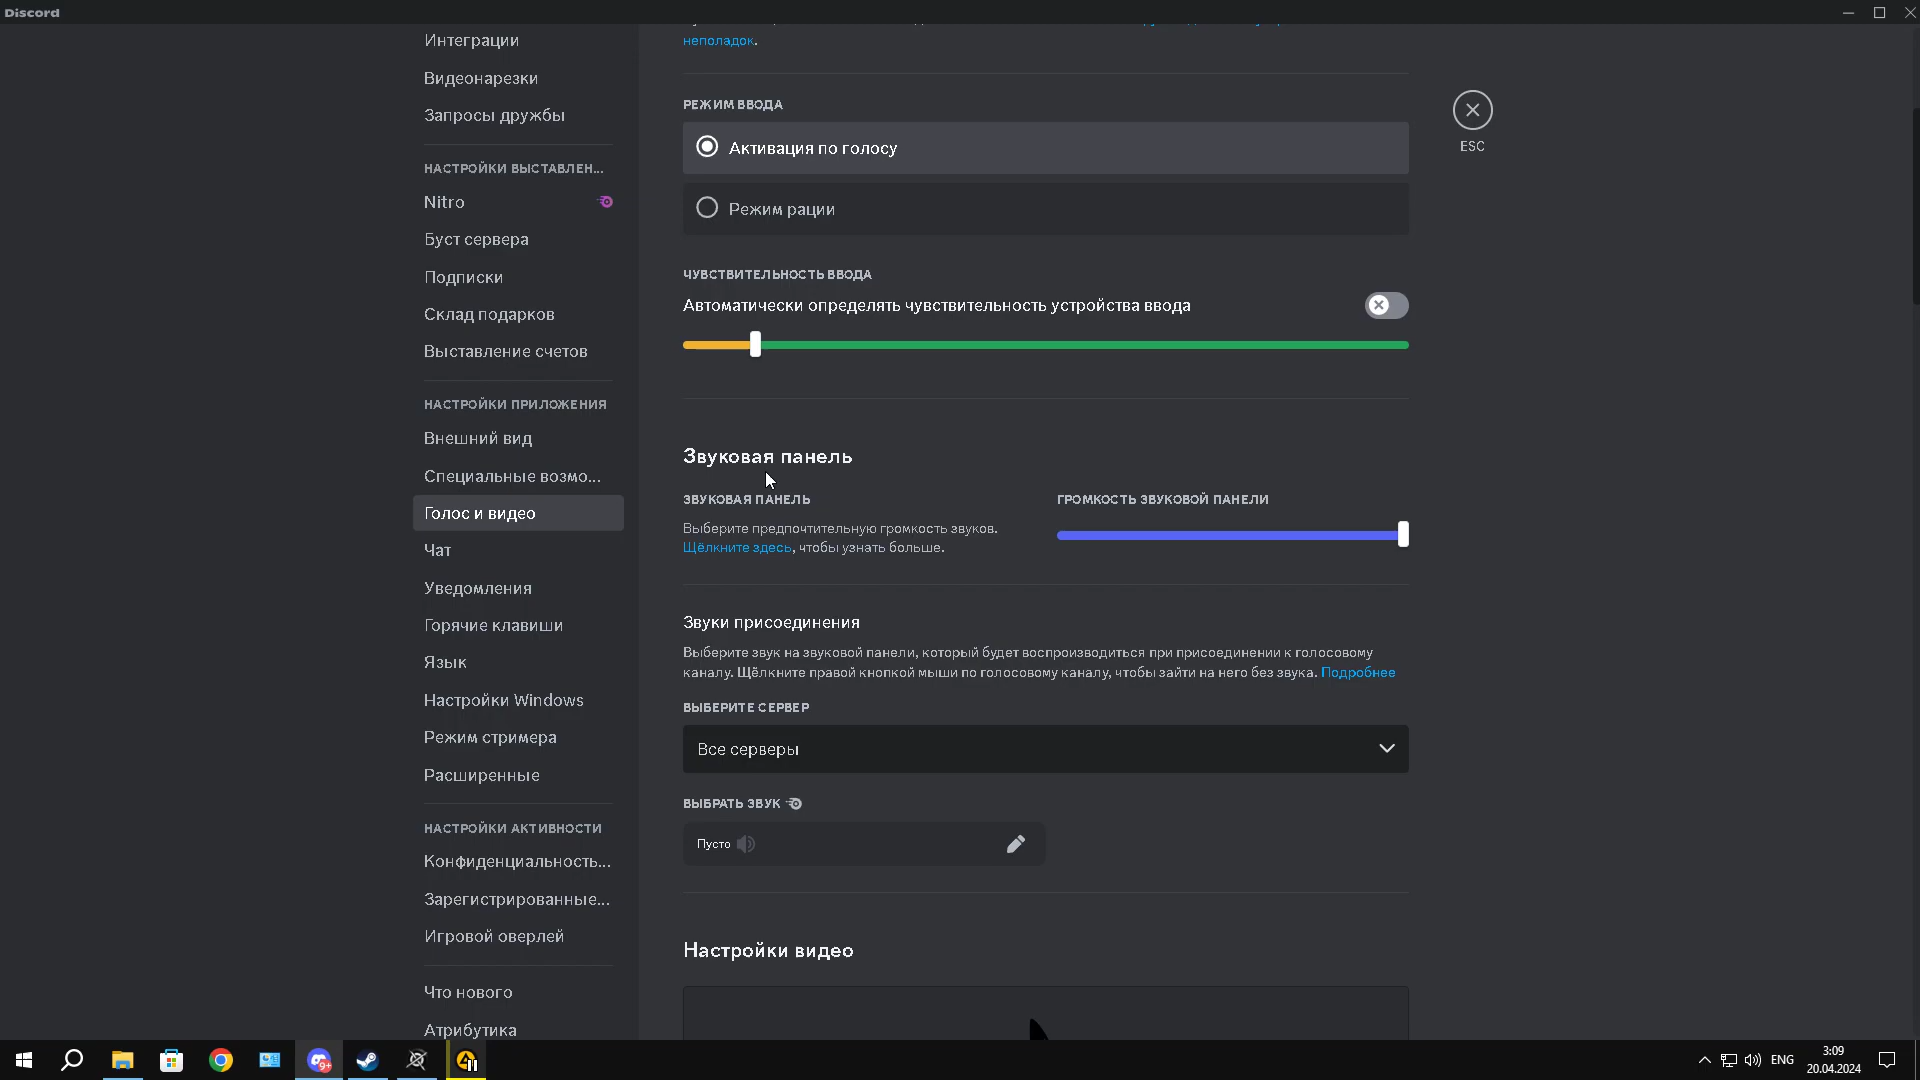 Discord
Интеграции
Видеонарезки
Запросы дружбы
НАСТРОЙКИ ВЫСТАВЛЕН...
Nitro
Буст сервера
Подписки
Склад подарков
Выставление счетов
НАСТРОЙКИ ПРИЛОЖЕНИЯ
Внешний вид
Специальные возмо...
Голос и видео
Чат
Уведомления
Горячие клавиши
Язык
Настройки Windows
Режим стримера
Расширенные
НАСТРОЙКИ АКТИВНОСТИ
Конфиденциальность...
Зарегистрированные...
Игровой оверлей
Что нового
Атрибутика
неполадок.
РЕЖИМ ВВОДА
Активация по голосу
Режим рации
ЧУВСТВИТЕЛЬНОСТЬ ВВОДА
Автоматически определять чувствительность устройства ввода
Звуковая панель
ЗВУКОВАЯ ПАНЕЛЬ
Выберите предпочтительную громкость звуков.
Щёлкните здесь, чтобы узнать больше.
ГРОМКОСТЬ ЗВУКОВОЙ ПАНЕЛИ
Звуки присоединения
Выберите звук на звуковой панели, который будет воспроизводиться при присоединении к голосовому
каналу. Щёлкните правой кнопкой мыши по голосовому каналу, чтобы зайти на него без звука. Подробнее
ВЫБЕРИТЕ СЕРВЕР
Все серверы
ВЫБРАТЬ ЗВУК
Пусто
Настройки видео
ESC
9+
ENG
3:09
20.04.2024